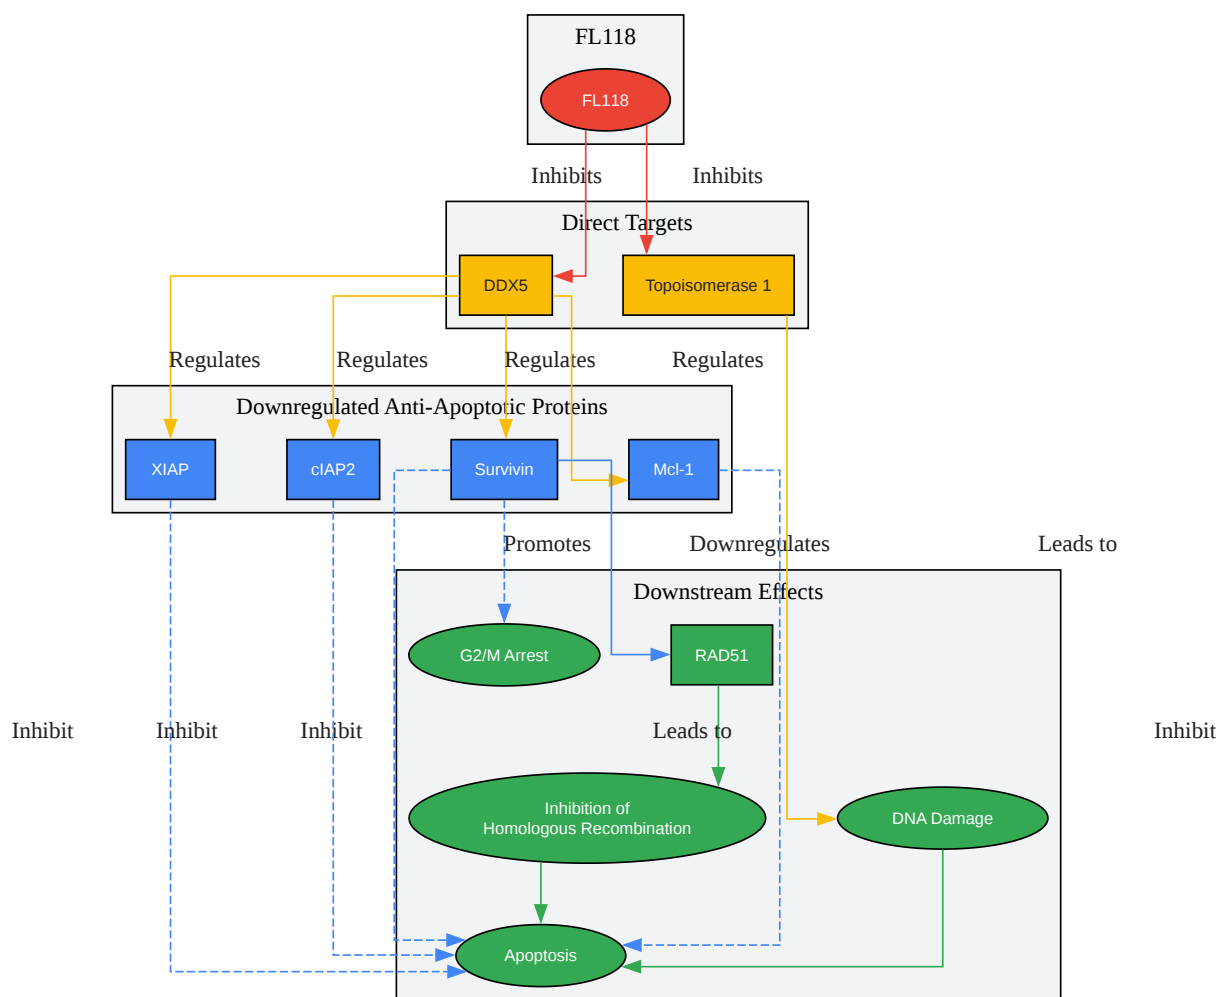 FL118
FL118
Inhibits
Inhibits
Direct Targets
DDX5
Topoisomerase 1
Regulates
Regulates
Regulates
Regulates
Downregulated Anti-Apoptotic Proteins
XIAP
cIAP2
Survivin
Mcl-1
Promotes
Downregulates
Leads to
Downstream Effects
G2/M Arrest
RAD51
Inhibit
Inhibit
Inhibit
Leads to
Inhibit
Inhibition of
Homologous Recombination
DNA Damage
Apoptosis